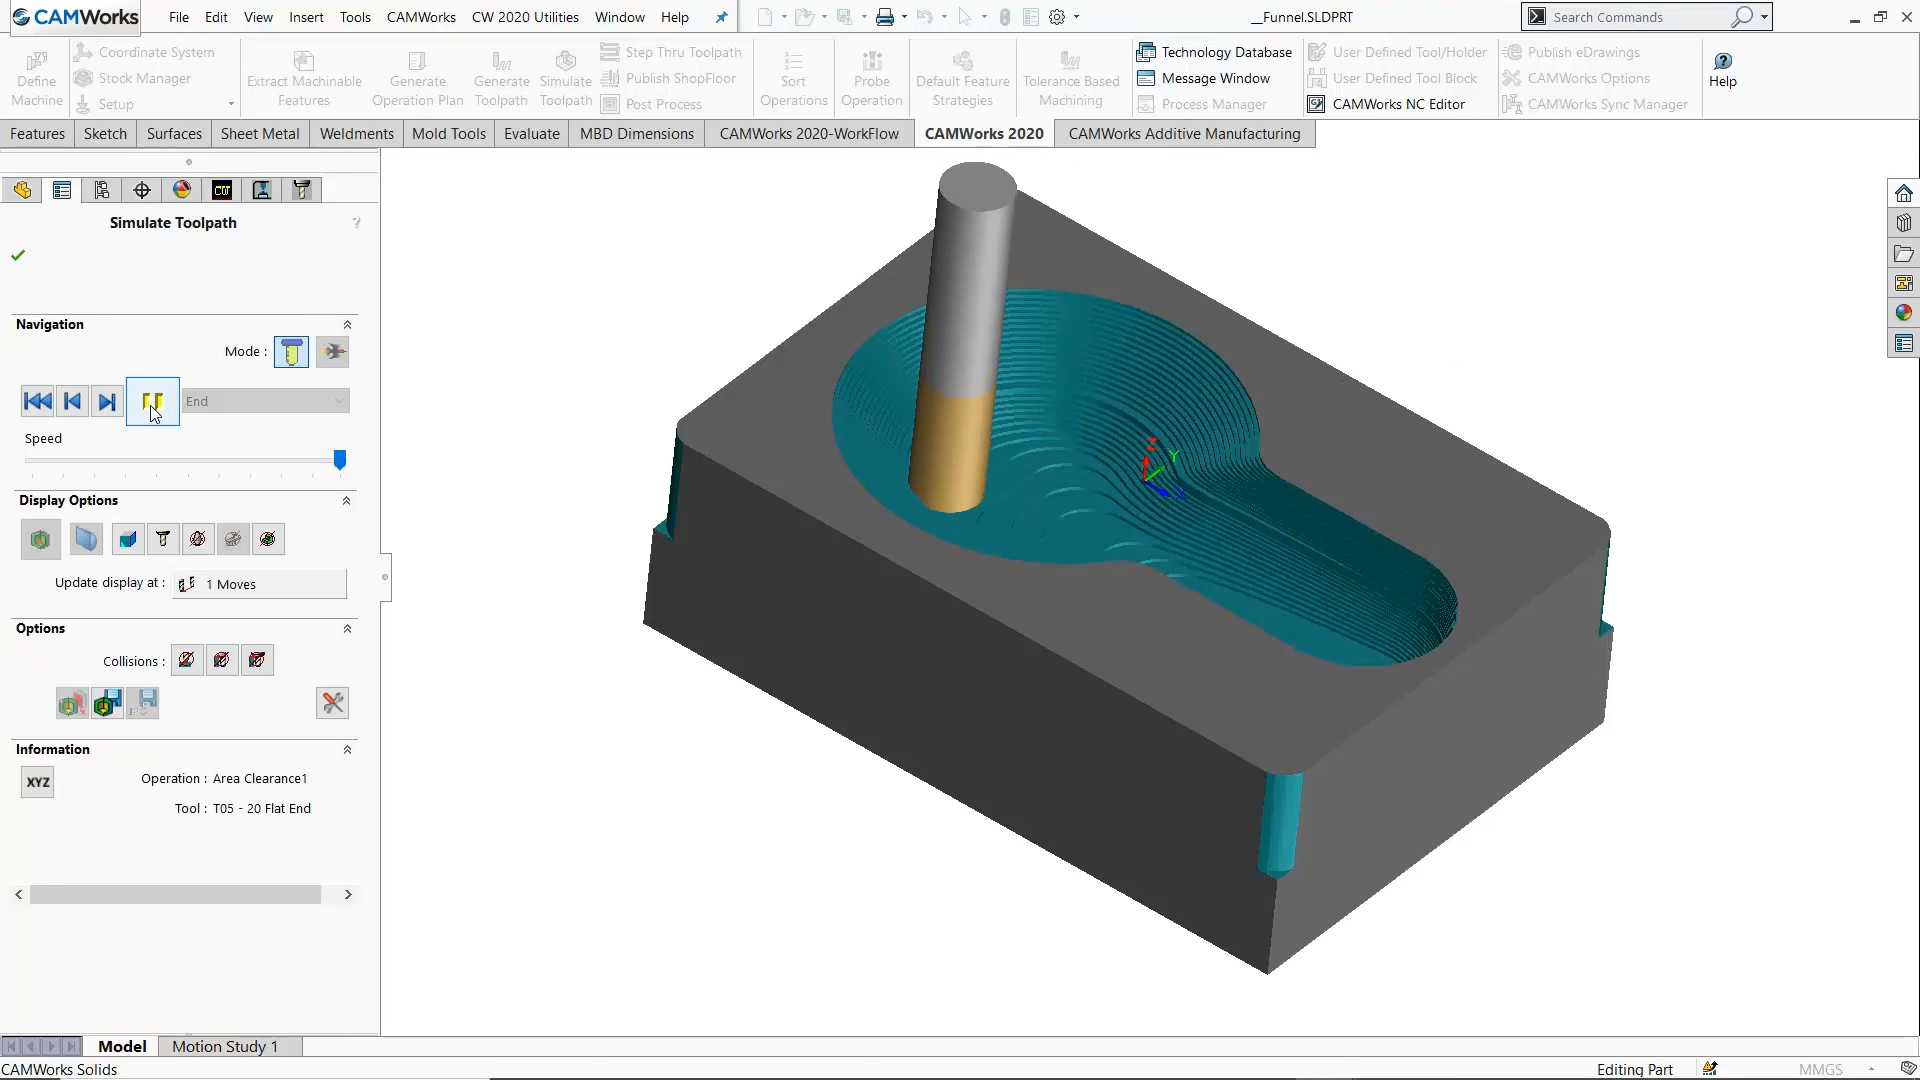 CAMWorks File Edit View Insert Tools CAMWorks CW 2020 Utilities Window Help __Funnel.SLDPRT Search Commands
Define Machine
Coordinate System
Stock Manager
Setup
Extract Machinable Features
Generate Operation Plan
Generate Toolpath
Simulate Toolpath
Step Thru Toolpath
Publish ShopFloor
Post Process
Sort Operations
Probe Operation
Default Feature Strategies
Tolerance Based Machining
Technology Database
Message Window
Process Manager
User Defined Tool/Holder
User Defined Tool Block
CAMWorks NC Editor
Publish eDrawings
CAMWorks Options
CAMWorks Sync Manager
Help
Features Sketch Surfaces Sheet Metal Weldments Mold Tools Evaluate MBD Dimensions CAMWorks 2020-WorkFlow CAMWorks 2020 CAMWorks Additive Manufacturing
CW
Simulate Toolpath ?
Navigation
Mode :
End
Speed
Display Options
Update display at : 1 Moves
Options
Collisions :
Information
XYZ Operation : Area Clearance1
Tool : T05 - 20 Flat End
Z
Y
Model Motion Study 1
CAMWorks Solids Editing Part MMGS